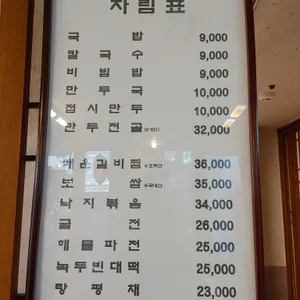 차림표
국 밥 9,000
칼 국 수 9,000
비 빔 밥 9,000
만 두 국 10,000
접 시 만 두 10,000
만 두 전 골 32,000
매 운 갈 비 찜 36,000
보 쌈 35,000
낙 지 볶 음 34,000
굴 전 26,000
해 물 파 전 25,000
녹 두 빈 대 떡 25,000
탕 평 채 23,000